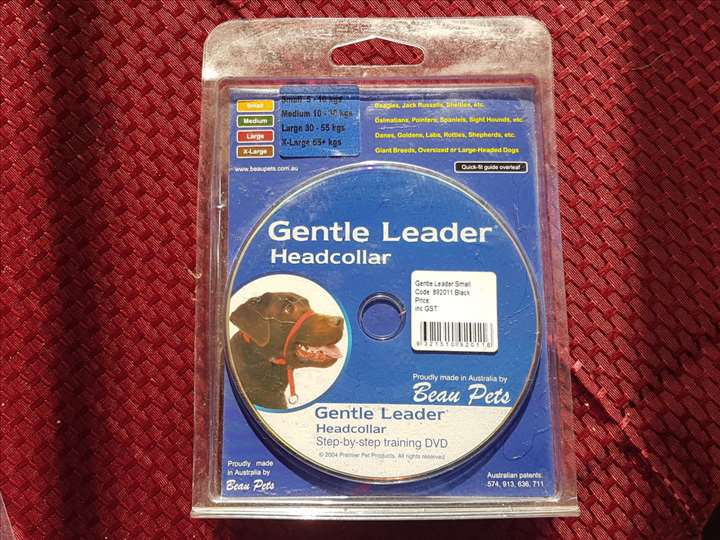 Small
Small 5 - 10 kgs
Beagles, Jack Russells, Shelties, etc.
Medium
Medium 10 - 30 kgs
Dalmatians, Pointers, Spaniels, Sight Hounds, etc.
Large
Large 30 - 55 kgs
Danes, Goldens, Labs, Rotties, Shepherds, etc.
X-Large
X-Large 55+ kgs
Giant Breeds, Oversized or Large-Headed Dogs
www.beaupets.com.au
Quick-fit guide overleaf
Gentle Leader
Headcollar
Gentle Leader Small
Code: 892011 Black
Price:
inc GST
9 321510 920118
Proudly made in Australia by
Beau Pets
Gentle Leader
Headcollar
Step-by-step training DVD
© 2004 Premier Pet Products. All rights reserved
Proudly made
in Australia by
Beau Pets
Australian patents:
574, 913, 636, 711